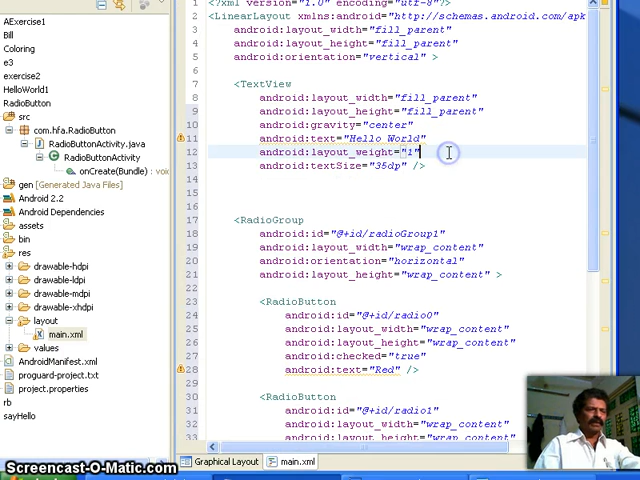 AExercise1
Bill
Coloring
e3
exercise2
HelloWorld1
RadioButton
src
com.hfa.RadioButton
RadioButtonActivity.java
RadioButtonActivity
onCreate(Bundle)
gen [Generated Java Files]
Android 2.2
Android Dependencies
assets
bin
res
drawable-hdpi
drawable-ldpi
drawable-mdpi
drawable-xhdpi
layout
main.xml
values
AndroidManifest.xml
proguard-project.txt
project.properties
rb
sayHello
1 <?xml version="1.0" encoding="utf-8"?>
2 <LinearLayout xmlns:android="http://schemas.android.com/apk
3 android:layout_width="fill_parent"
4 android:layout_height="fill_parent"
5 android:orientation="vertical" >
6
7 <TextView
8 android:layout_width="fill_parent"
9 android:layout_height="fill_parent"
10 android:gravity="center"
11 android:text="Hello World"
12 android:layout_weight="1"
13 android:textSize="35dp" />
14
15
16
17 <RadioGroup
18 android:id="@+id/radioGroup1"
19 android:layout_width="wrap_content"
20 android:orientation="horizontal"
21 android:layout_height="wrap_content" >
22
23 <RadioButton
24 android:id="@+id/radio0"
25 android:layout_width="wrap_content"
26 android:layout_height="wrap_content"
27 android:checked="true"
28 android:text="Red" />
29
30 <RadioButton
31 android:id="@+id/radio1"
32 android:layout_width="wrap_content"
33 android:layout_height="wrap_content"
Graphical Layout
main.xml
Screencast-O-Matic.com